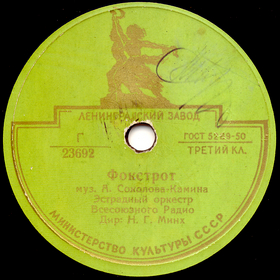 ЛЕНИНГРАДСКИЙ ЗАВОД
Г
23692
ГОСТ 5289-50
ТРЕТИЙ КЛ.
Фокстрот
муз. А. Соколова-Камина
Эстрадный оркестр
Всесоюзного Радио
Дир: Н. Г. Минх
МИНИСТЕРСТВО КУЛЬТУРЫ СССР